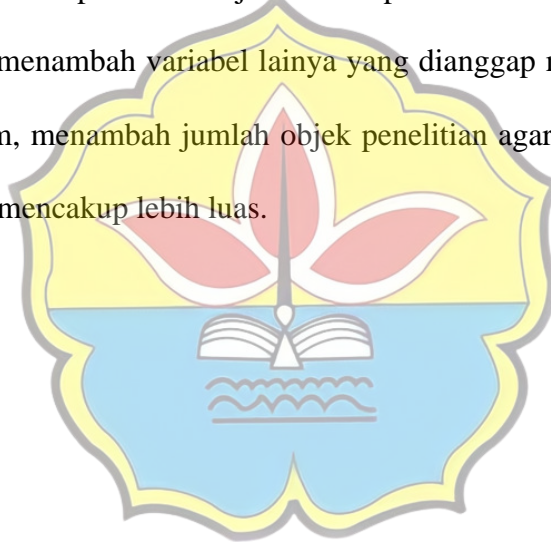 menambah variabel lainya yang dianggap
, menambah jumlah objek penelitian agar
mencakup lebih luas.